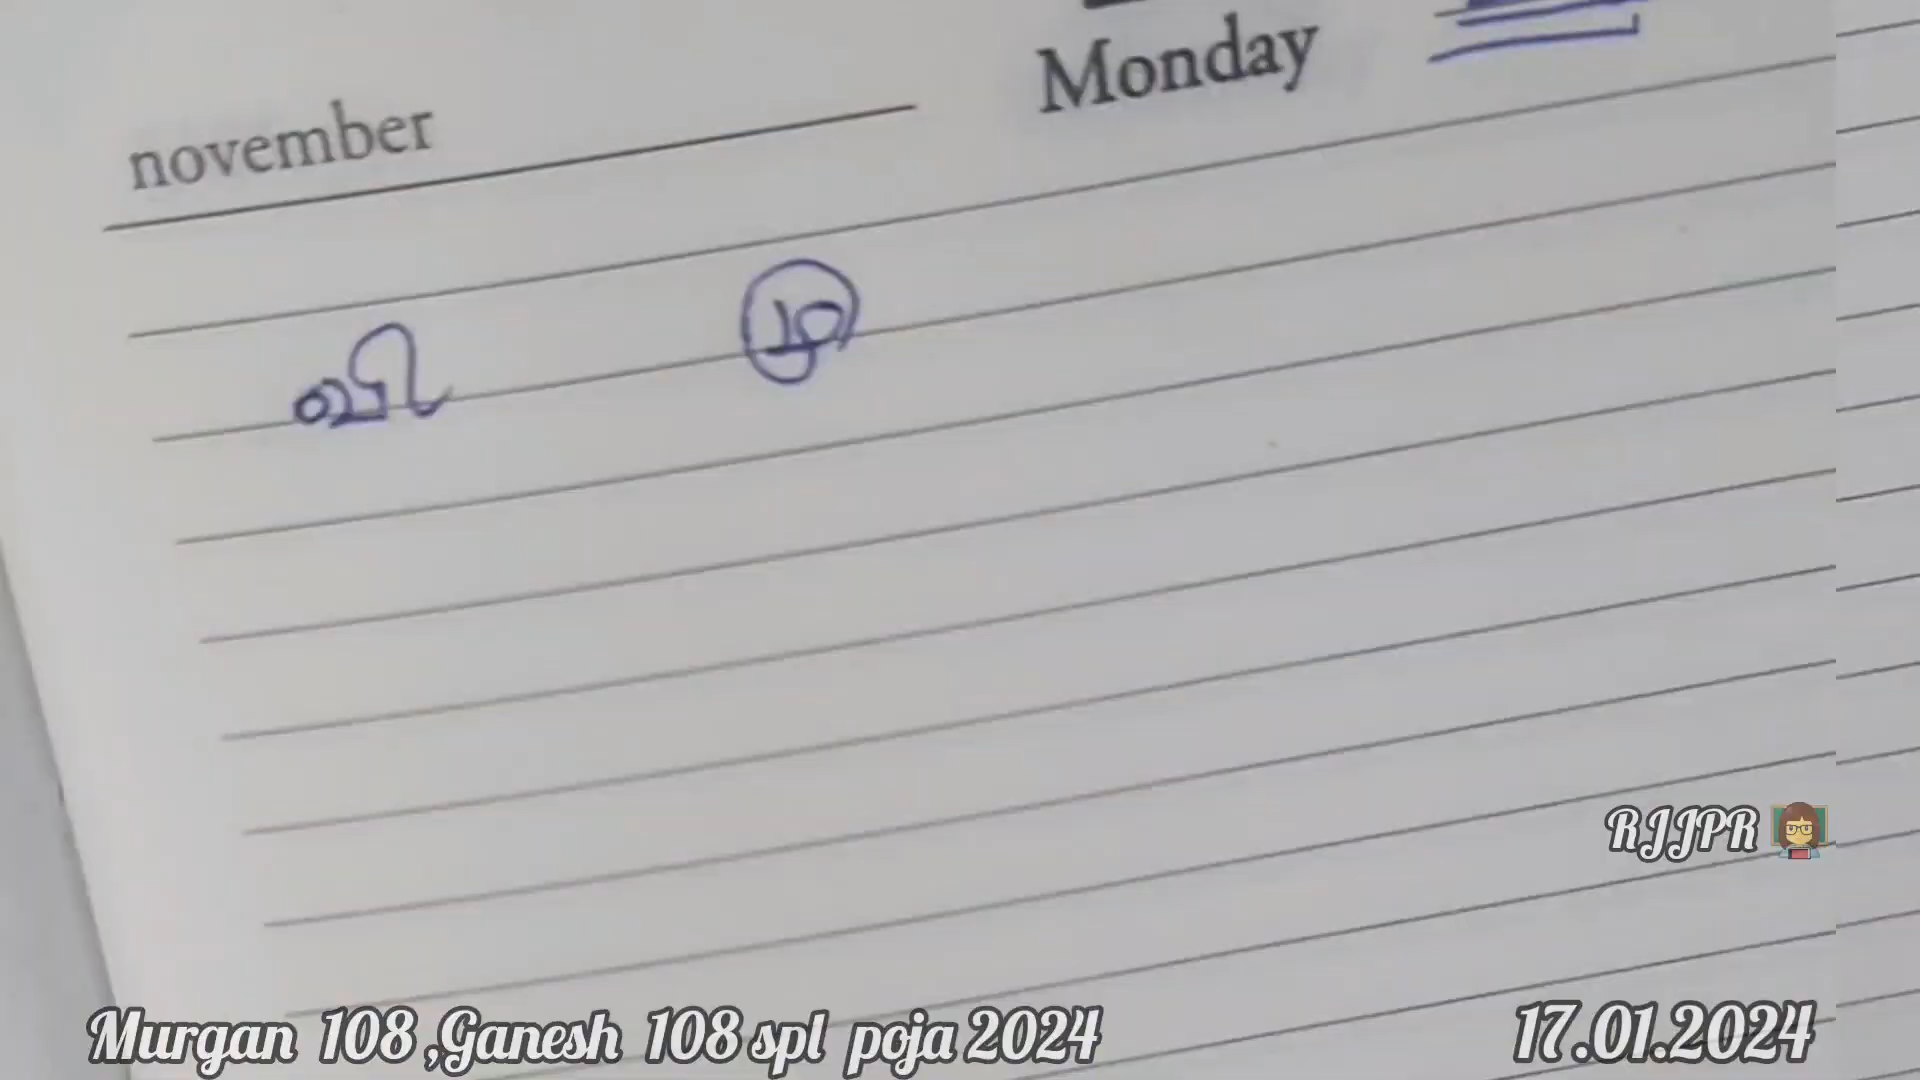 november
Monday
வி
மு
RJJPR
Murgan 108 ,Ganesh 108 spl poja 2024
17.01.2024